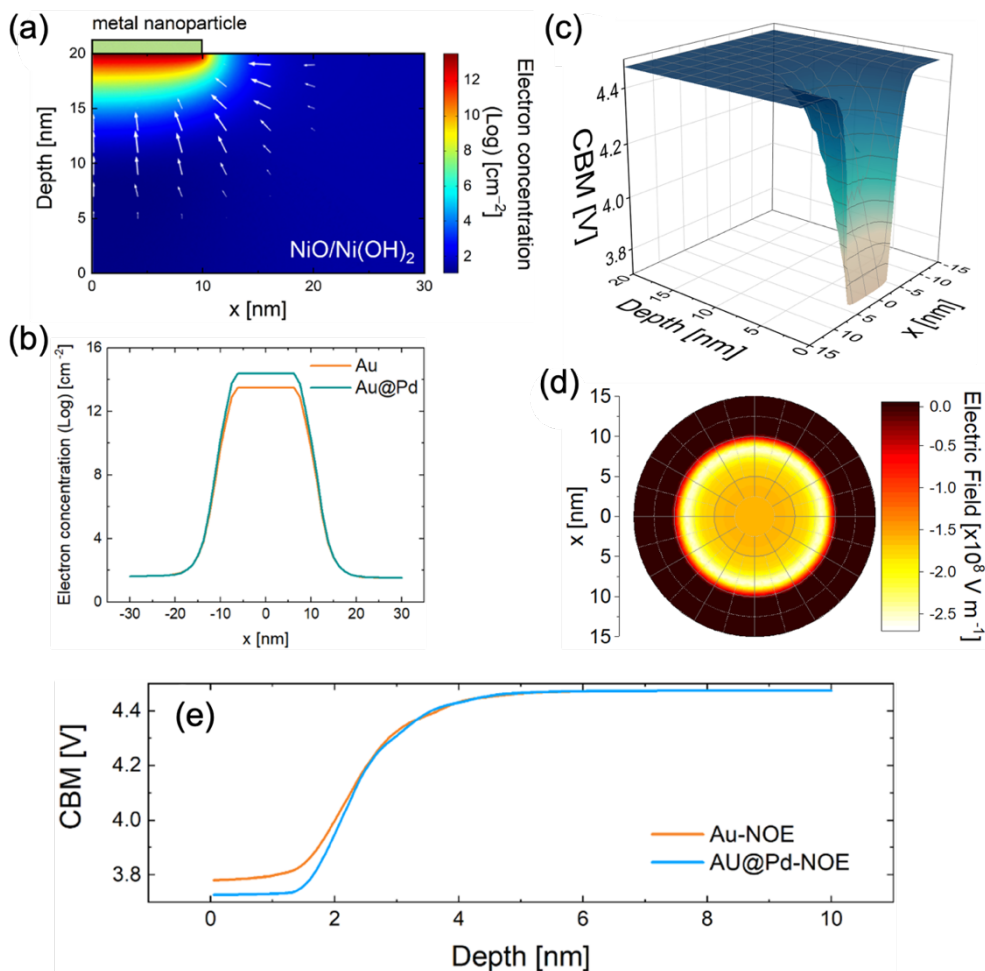 (a)
metal nanoparticle
20
15
10
5
0
Depth [nm]
0
10
20
30
x [nm]
NiO/Ni(OH)₂
12
10
8
6
4
2
Electron concentration
(Log) [cm⁻²]
(b)
16
12
8
4
0
Electron concentration (Log) [cm⁻²]
Au
Au@Pd
-30
-20
-10
0
10
20
30
x [nm]
(c)
4.4
4.2
4.0
3.8
CBM [V]
20
15
10
5
0
Depth [nm]
15
10
5
0
-5
-10
-15
x [nm]
(d)
15
10
5
0
5
10
15
x [nm]
0.0
-0.5
-1.0
-1.5
-2.0
-2.5
Electric Field [x10⁸ V m⁻¹]
(e)
4.4
4.2
4.0
3.8
CBM [V]
Au-NOE
AU@Pd-NOE
0
2
4
6
8
10
Depth [nm]